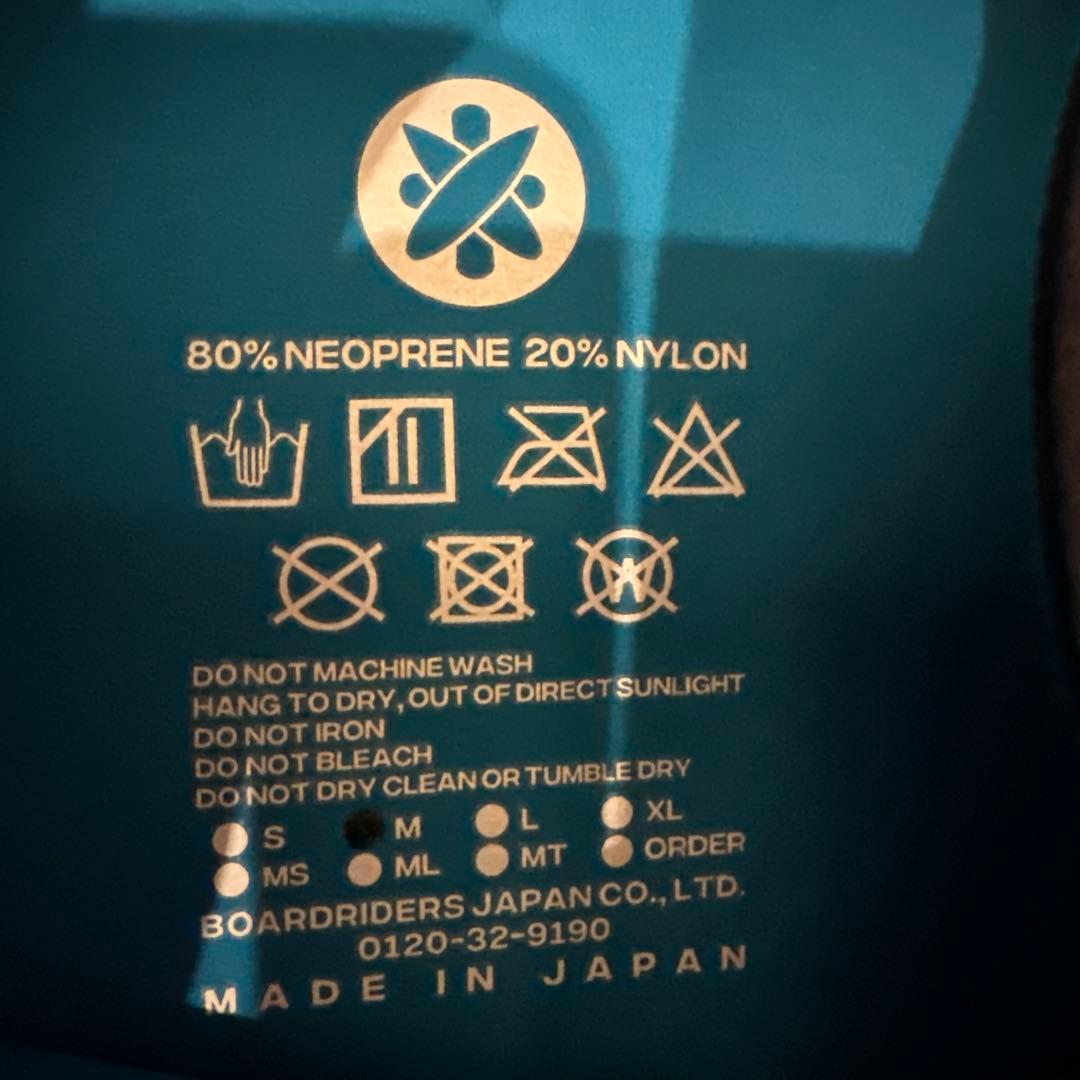 80% NEOPRENE 20% NYLON
A
DO NOT MACHINE WASH
HANG TO DRY, OUT OF DIRECT SUNLIGHT
DO NOT IRON
DO NOT BLEACH
DO NOT DRY CLEAN OR TUMBLE DRY
S M L XL
MS ML MT ORDER
BOARDRIDERS JAPAN CO., LTD.
0120-32-9190
MADE IN JAPAN